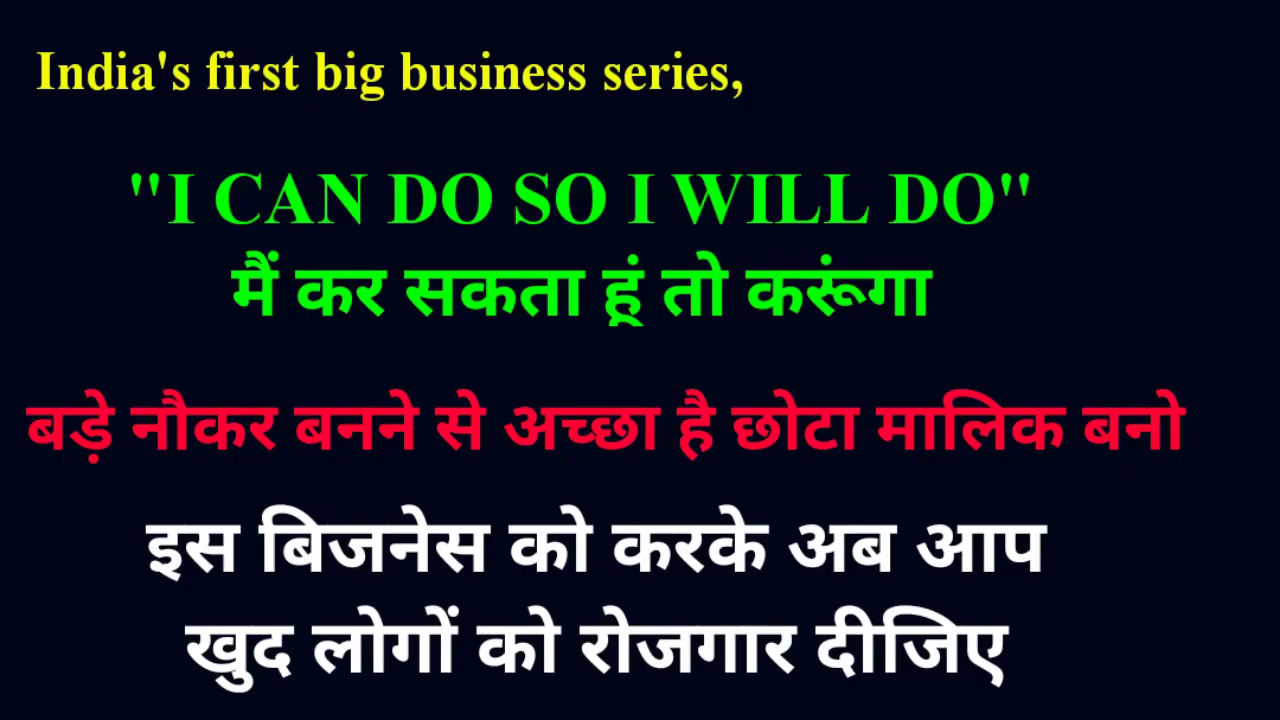 India's first big business series,
"I CAN DO SO I WILL DO"
मैं कर सकता हूं तो करूंगा
बड़े नौकर बनने से अच्छा है छोटा मालिक बनो
इस बिजनेस को करके अब आप
खुद लोगों को रोजगार दीजिए